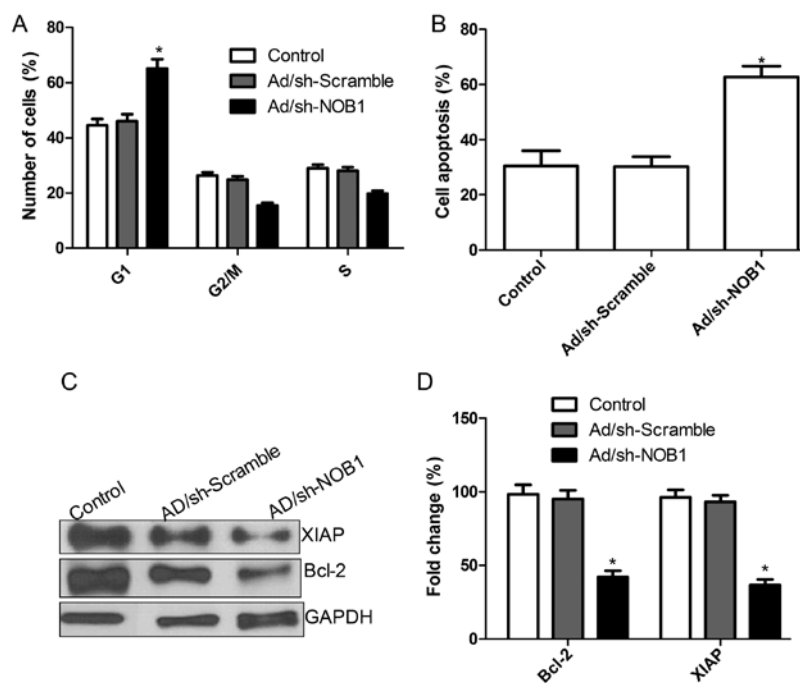 A
Number of cells (%)
80
60
40
20
0
*
Control
Ad/sh-Scramble
Ad/sh-NOB1
G1
G2/M
S
B
Cell apoptosis (%)
80
60
40
20
0
*
Control
Ad/sh-Scramble
Ad/sh-NOB1
C
Control
AD/sh-Scramble
AD/sh-NOB1
XIAP
Bcl-2
GAPDH
D
Control
Ad/sh-Scramble
Ad/sh-NOB1
Fold change (%)
150
100
50
0
*
*
Bcl-2
XIAP